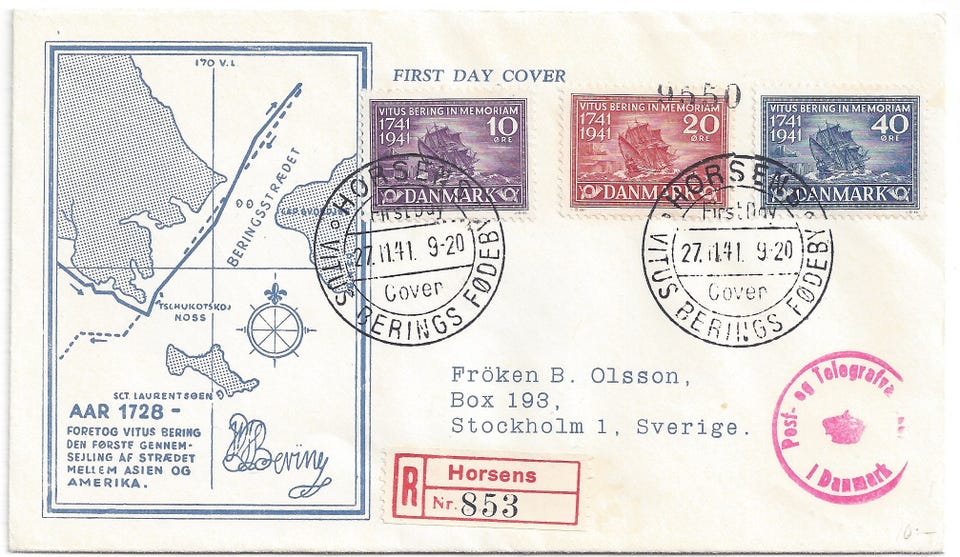 FIRST DAY COVER
9550
170 V.L.
BERINGSSTRÆDET
TSCHUKOTSKOJ
NOSS
SCT. LAURENTSØEN
AAR 1728 -
FORETOG VITUS BERING
DEN FØRSTE GENNEM-
SEJLING AF STRÆDET
MELLEM ASIEN OG
AMERIKA.
VBering
VITUS BERING IN MEMORIAM
1741
1941
10
ØRE
DANMARK
VITUS BERING IN MEMORIAM
1741
1941
20
ØRE
DANMARK
VITUS BERING IN MEMORIAM
1741
1941
40
ØRE
DANMARK
HORSENS
First Day
27.11.41. 9-20
Cover
VITUS BERINGS FØDEBY
HORSENS
First Day
27.11.41. 9-20
Cover
VITUS BERINGS FØDEBY
Fröken B. Olsson,
Box 193,
Stockholm 1, Sverige.
R
Horsens
Nr. 853
Post- og Telegrafvæ
i Danmark